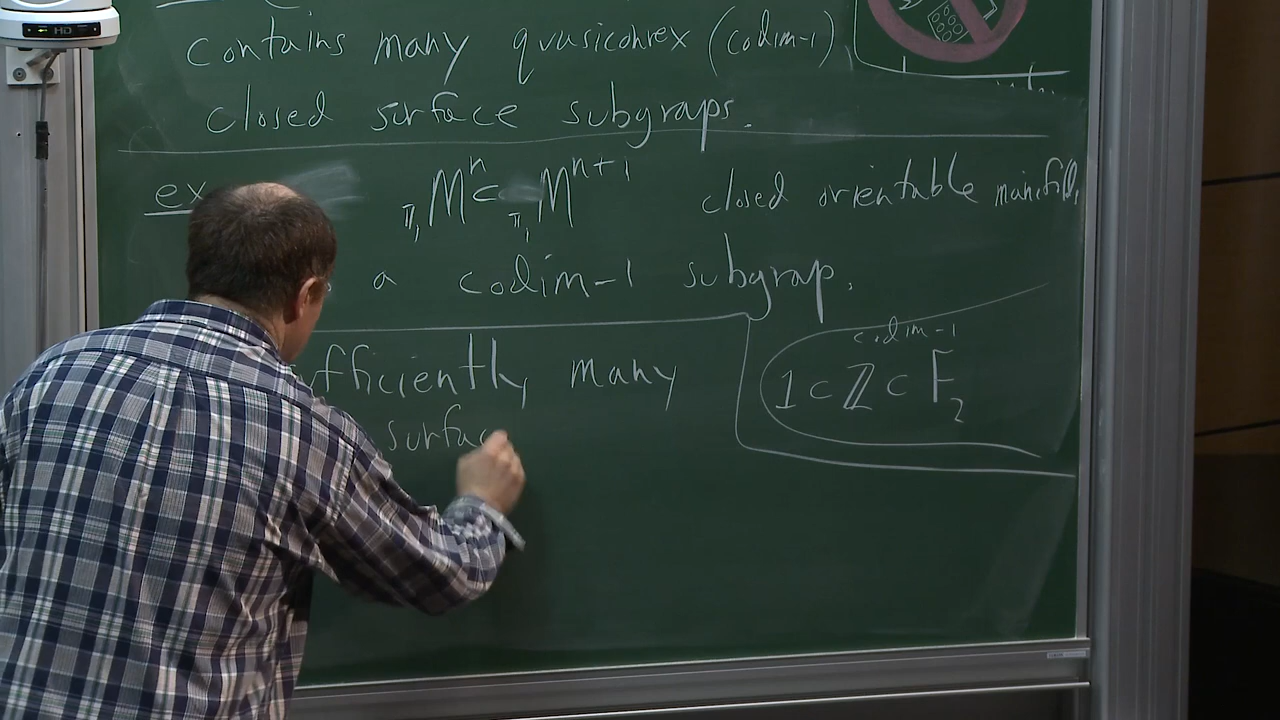 contains many quasiconvex (codim-1)
closed surface subgraps.
ex π₁Mⁿ ⊂ π₁Mⁿ⁺¹ closed orientable manifolds
a codim-1 subgrap.
fficiently many
surfac
codim-1
1 ⊂ ℤ ⊂ F₂
HD